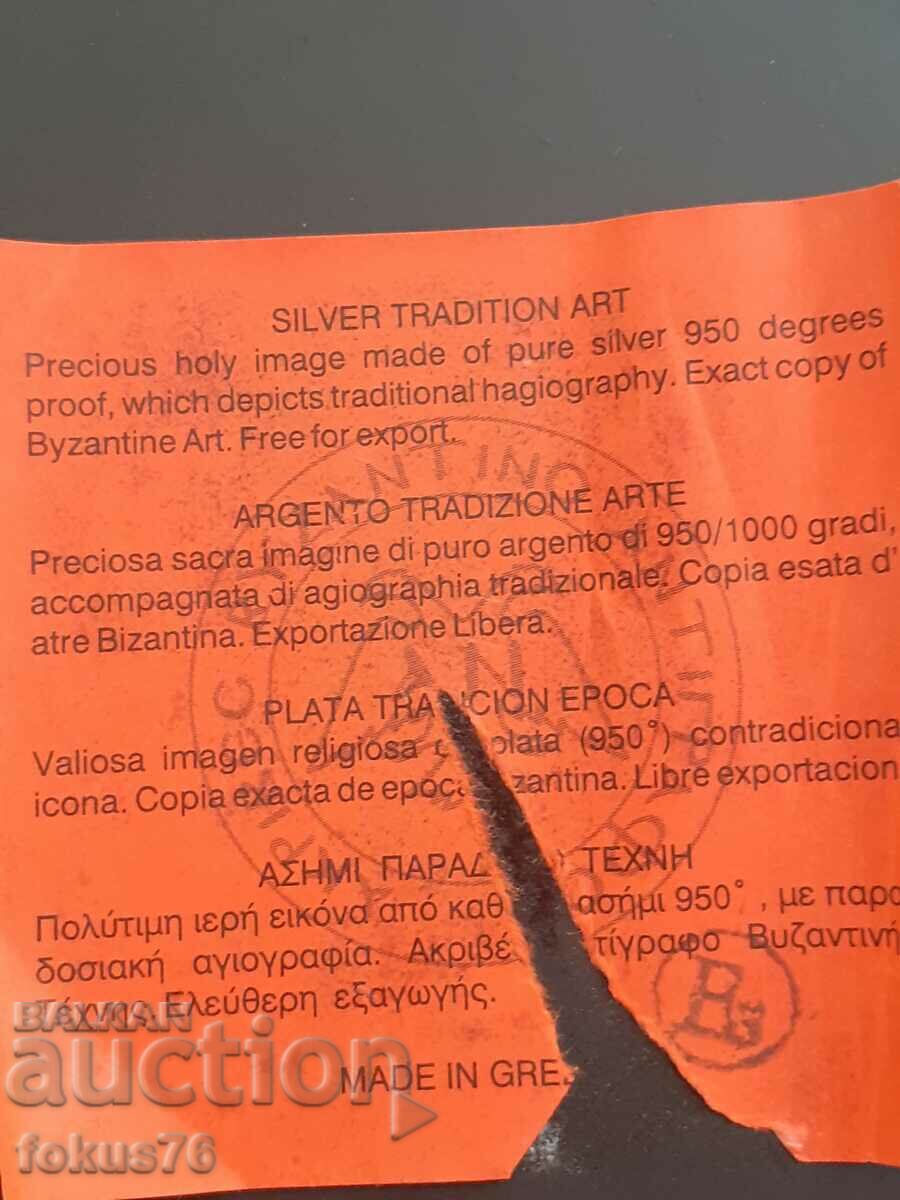 SILVER TRADITION ART
Precious holy image made of pure silver 950 degrees
proof, which depicts traditional hagiography. Exact copy of
Byzantine Art. Free for export.
ARGENTO TRADIZIONE ARTE
Preciosa sacra imagine di puro argento di 950/1000 gradi,
accompagnata di agiographia tradizionale. Copia esata d'
atre Bizantina. Exportazione Libera.
PLATA TRA CION EPOCA
Valiosa imagen religiosa plata (950°) contradiciona
icona. Copia exacta de epoca zantina. Libre exportacion
ΑΣΗΜΙ ΠΑΡΑΔ ΤΕΧΝΗ
Πολύτιμη ιερή εικόνα από καθ ασήμι 950° , με παρα
δοσιακή αγιογραφία. Ακριβέ τίγραφο Βυζαντινή
Τέχνης. Ελεύθερη εξαγωγής.
MADE IN GRE
BALKAN
auction
fokus76